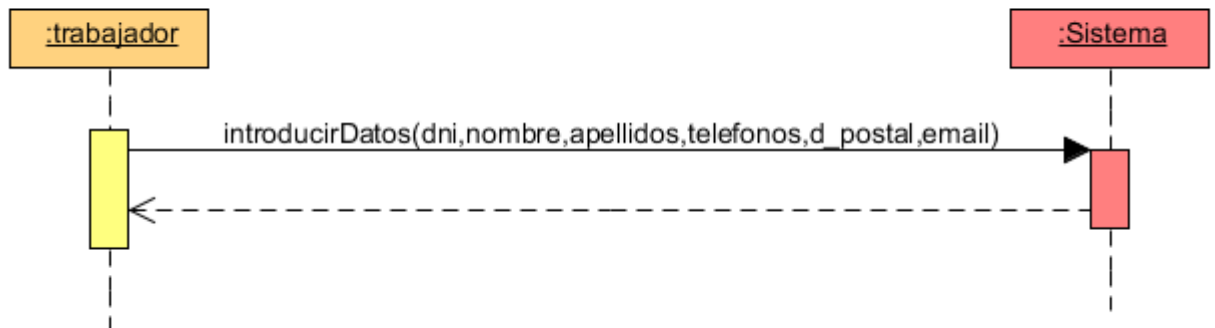 :trabajador
:Sistema
introducirDatos(dni,nombre,apellidos,telefonos,d_postal,email)